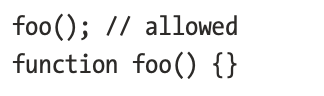 foo(); // allowed
function foo() {}